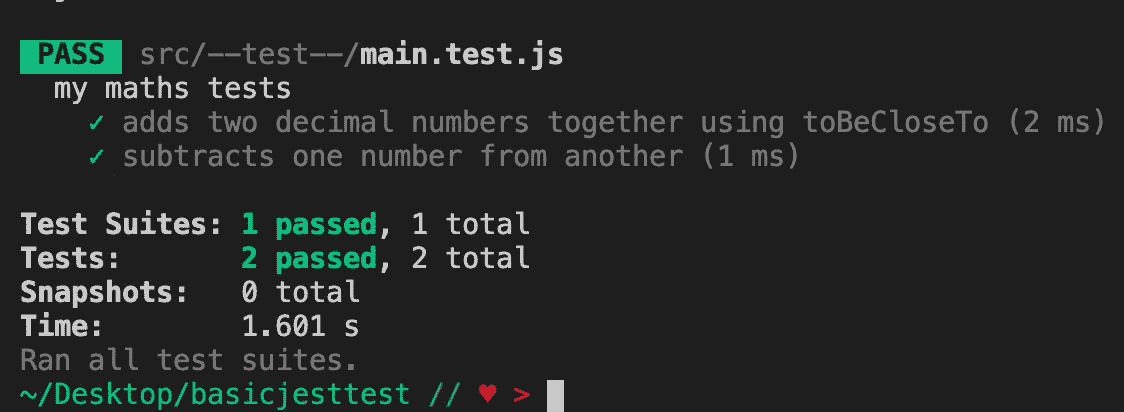 PASS src/--test--/main.test.js
my maths tests
✓ adds two decimal numbers together using toBeCloseTo (2 ms)
✓ subtracts one number from another (1 ms)
Test Suites: 1 passed, 1 total
Tests: 2 passed, 2 total
Snapshots: 0 total
Time: 1.601 s
Ran all test suites.
~/Desktop/basicjesttest // ♥ >